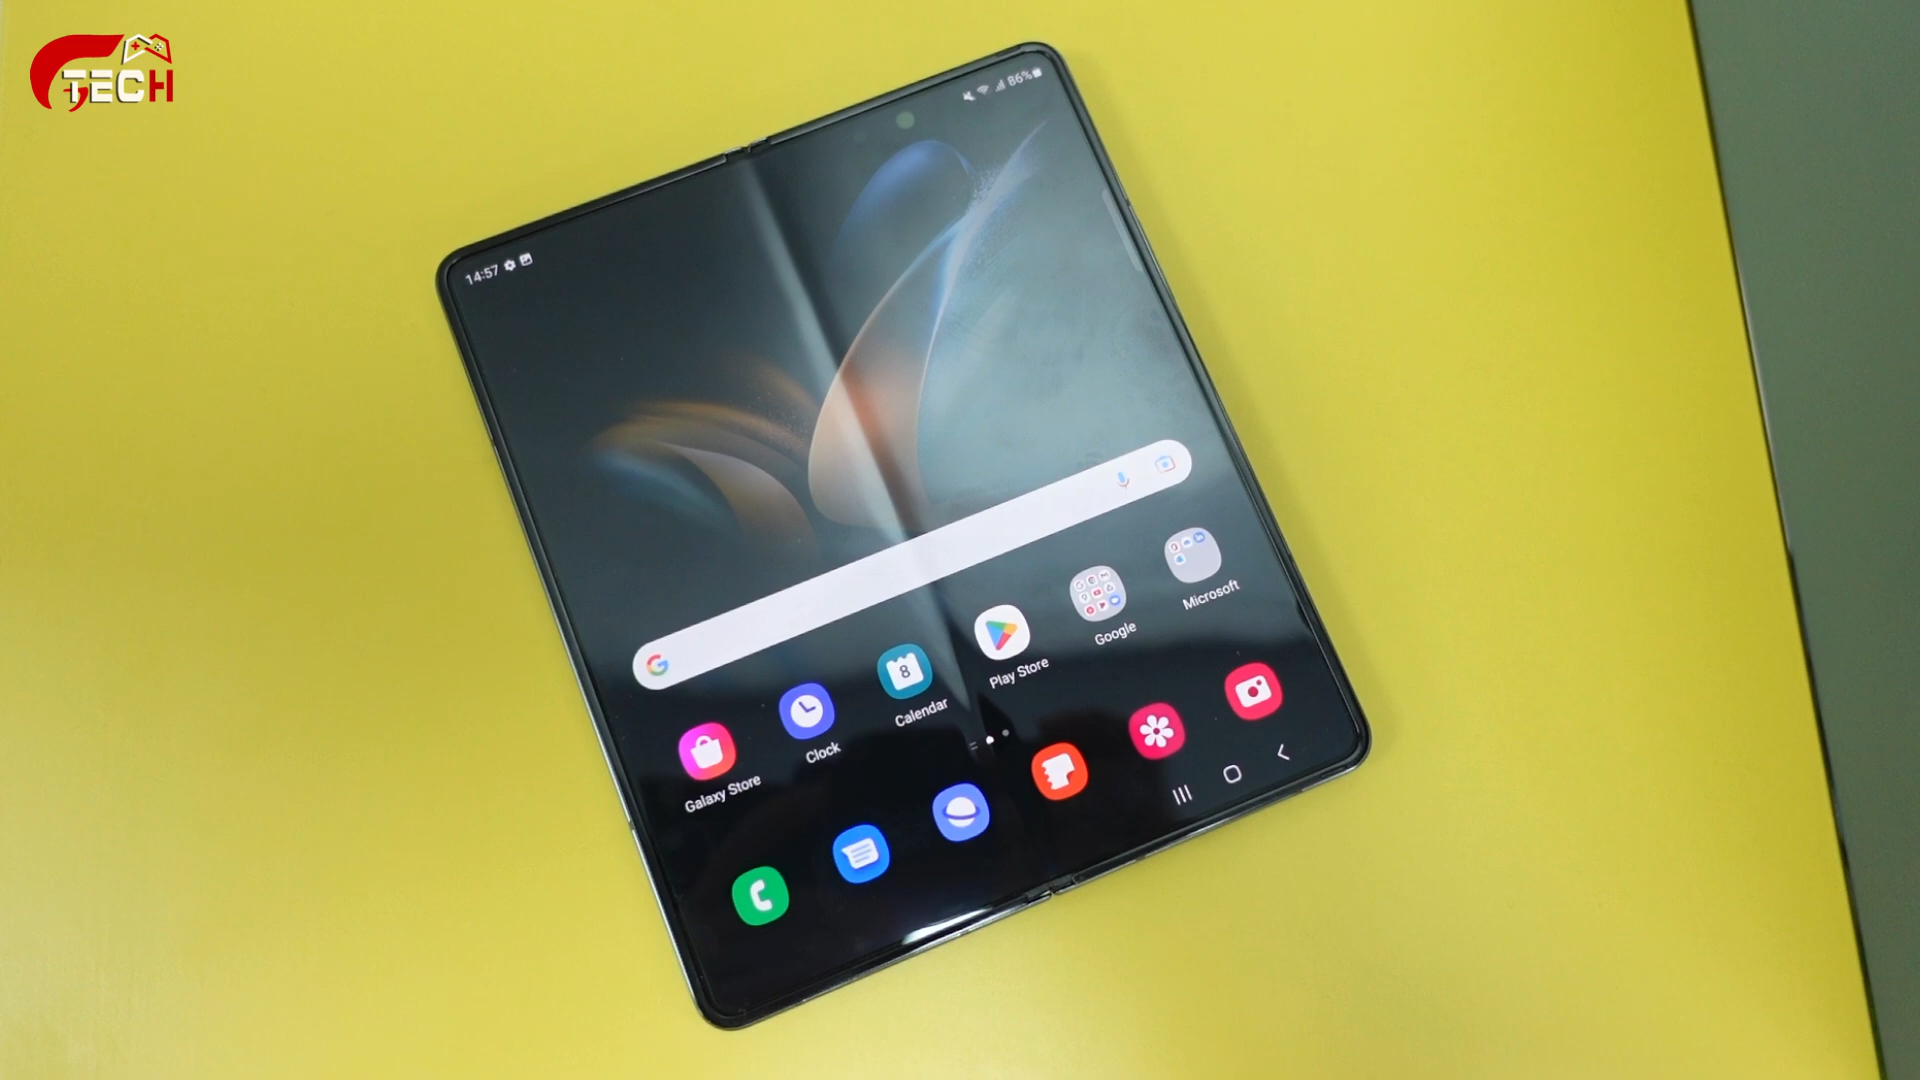 TECH
14:57
86%
Galaxy Store
Clock
Calendar
8
Play Store
Google
Microsoft